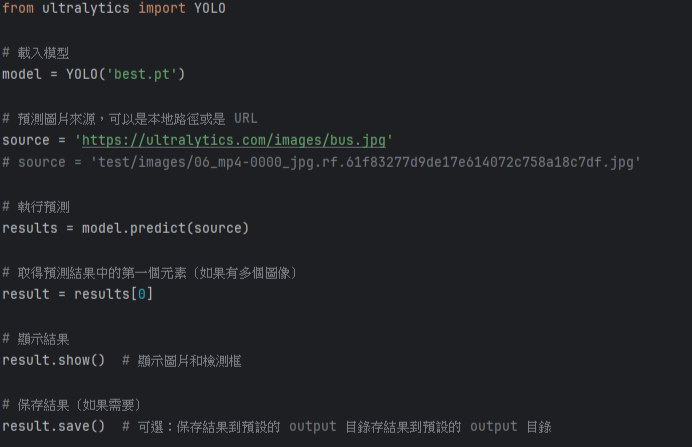 from ultralytics import YOLO
# 載入模型
model = YOLO('best.pt')
# 預測圖片來源，可以是本地路徑或是 URL
source = 'https://ultralytics.com/images/bus.jpg'
# source = 'test/images/06_mp4-0000_jpg.rf.61f83277d9de17e614072c758a18c7df.jpg'
# 執行預測
results = model.predict(source)
# 取得預測結果中的第一個元素（如果有多個圖像）
result = results[0]
# 顯示結果
result.show()  # 顯示圖片和檢測框
# 保存結果（如果需要）
result.save()  # 可選：保存結果到預設的 output 目錄存結果到預設的 output 目錄